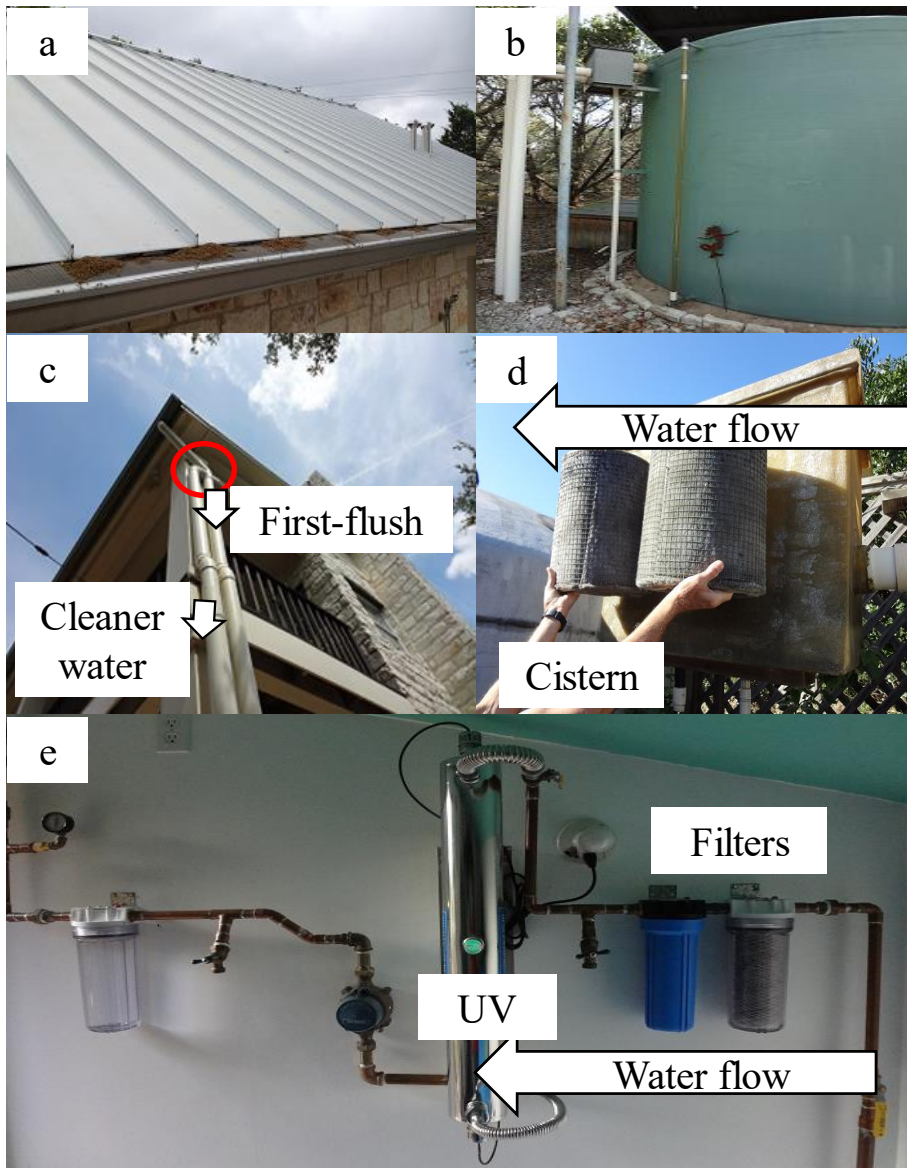 a
b
c
First-flush
Cleaner
water
d
Water flow
Cistern
e
Filters
UV
Water flow